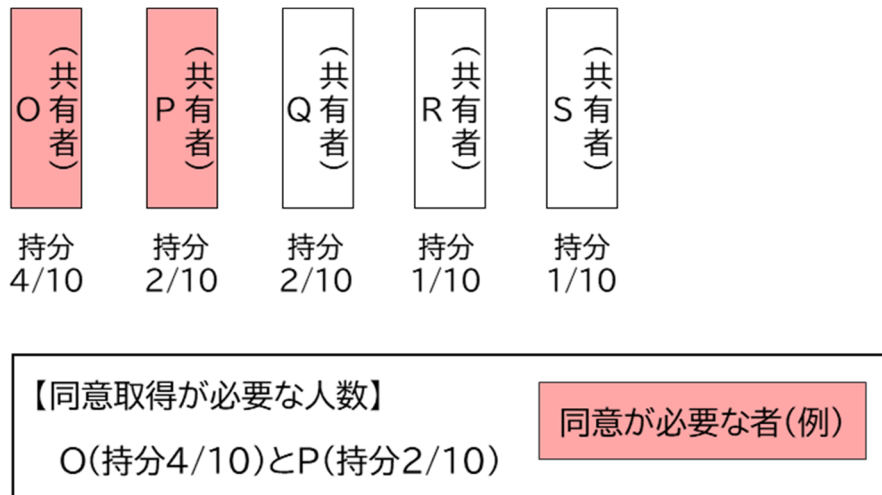 O（共有者）
P（共有者）
Q（共有者）
R（共有者）
S（共有者）
持分
4/10
持分
2/10
持分
2/10
持分
1/10
持分
1/10
【同意取得が必要な人数】
O(持分4/10)とP(持分2/10)
同意が必要な者(例)